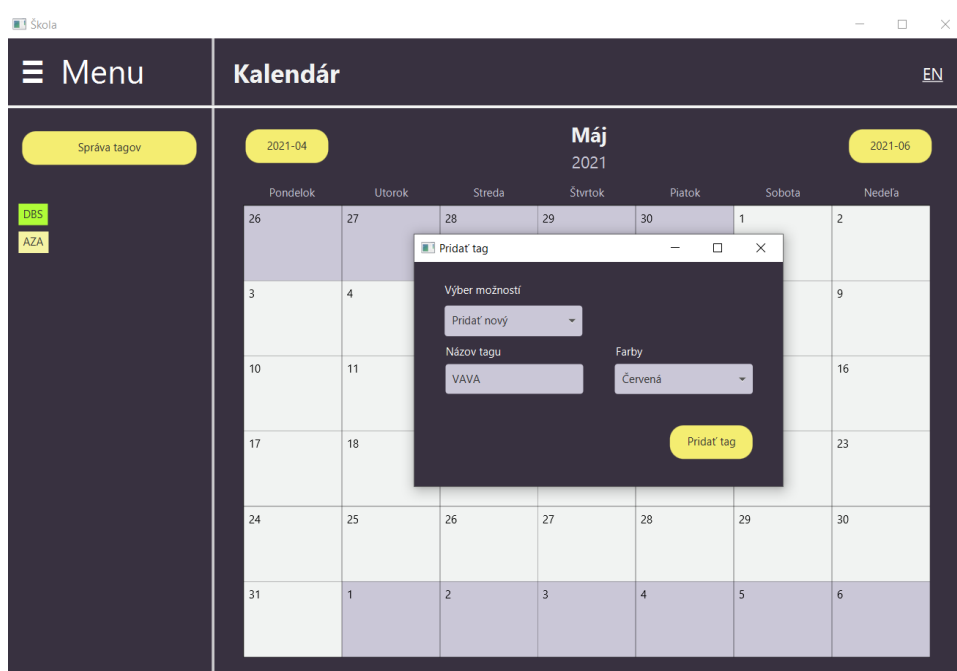 Škola
Menu
Kalendár
EN
Správa tagov
DBS
AZA
2021-04
Máj
2021
2021-06
Pondelok Utorok Streda Štvrtok Piatok Sobota Nedeľa
26 27 28 29 30 1 2
Pridať tag
Výber možností
Pridať nový
Názov tagu Farby
VAVA Červená
Pridať tag
3 4 9
10 11 16
17 18 23
24 25 26 27 28 29 30
31 1 2 3 4 5 6